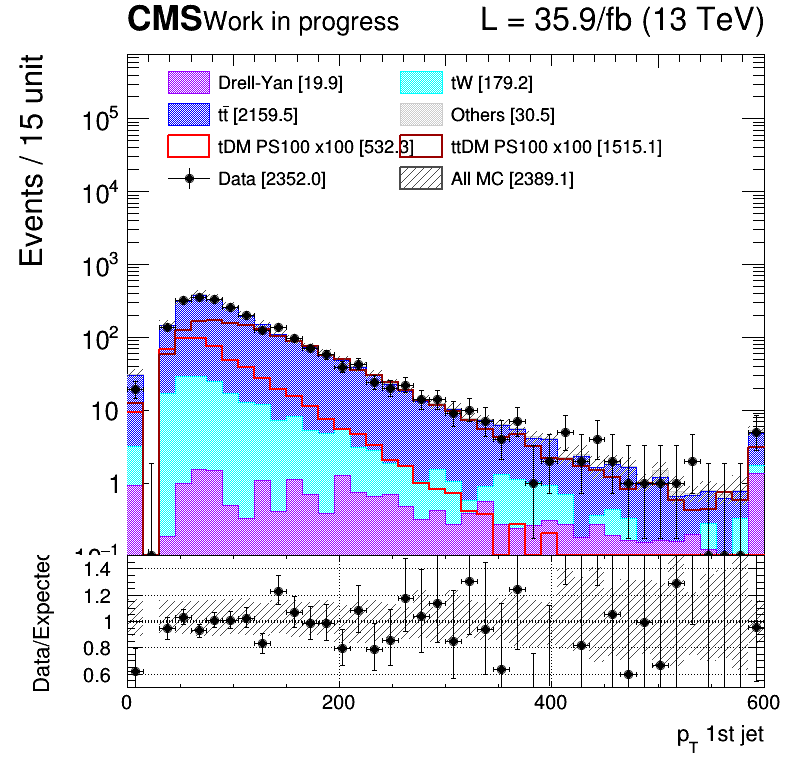 CMS Work in progress L = 35.9/fb (13 TeV)
Events / 15 unit
Drell-Yan [19.9] tW [179.2]
tt̄ [2159.5] Others [30.5]
tDM PS100 x100 [532.3] ttDM PS100 x100 [1515.1]
Data [2352.0] All MC [2389.1]
10⁵
10⁴
10³
10²
10
1
10⁻¹
Data/Expected
1.4
1.2
1
0.8
0.6
0 200 400 600
p_T 1st jet